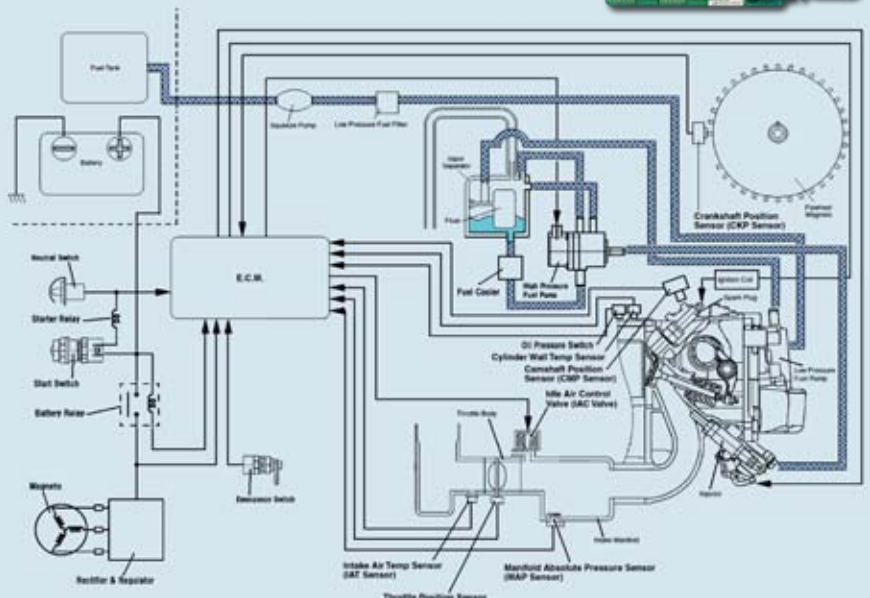 Fuel Tank
Battery
Squeeze Pump
Low Pressure Fuel Filter
Vapor
Separator
Float
Flywheel
Magneto
Crankshaft Position
Sensor (CKP Sensor)
Neutral Switch
E.C.M.
Fuel Cooler
High Pressure
Fuel Pump
Ignition Coil
Spark Plug
Starter Relay
Start Switch
Oil Pressure Switch
Cylinder Wall Temp Sensor
Camshaft Position
Sensor (CMP Sensor)
Low Pressure
Fuel Pump
Battery Relay
Idle Air Control
Valve (IAC Valve)
Throttle Body
Magneto
Emergency Switch
Injector
Intake Manifold
Rectifier & Regulator
Intake Air Temp Sensor
(IAT Sensor)
Manifold Absolute Pressure Sensor
(MAP Sensor)
Throttle Position Sensor